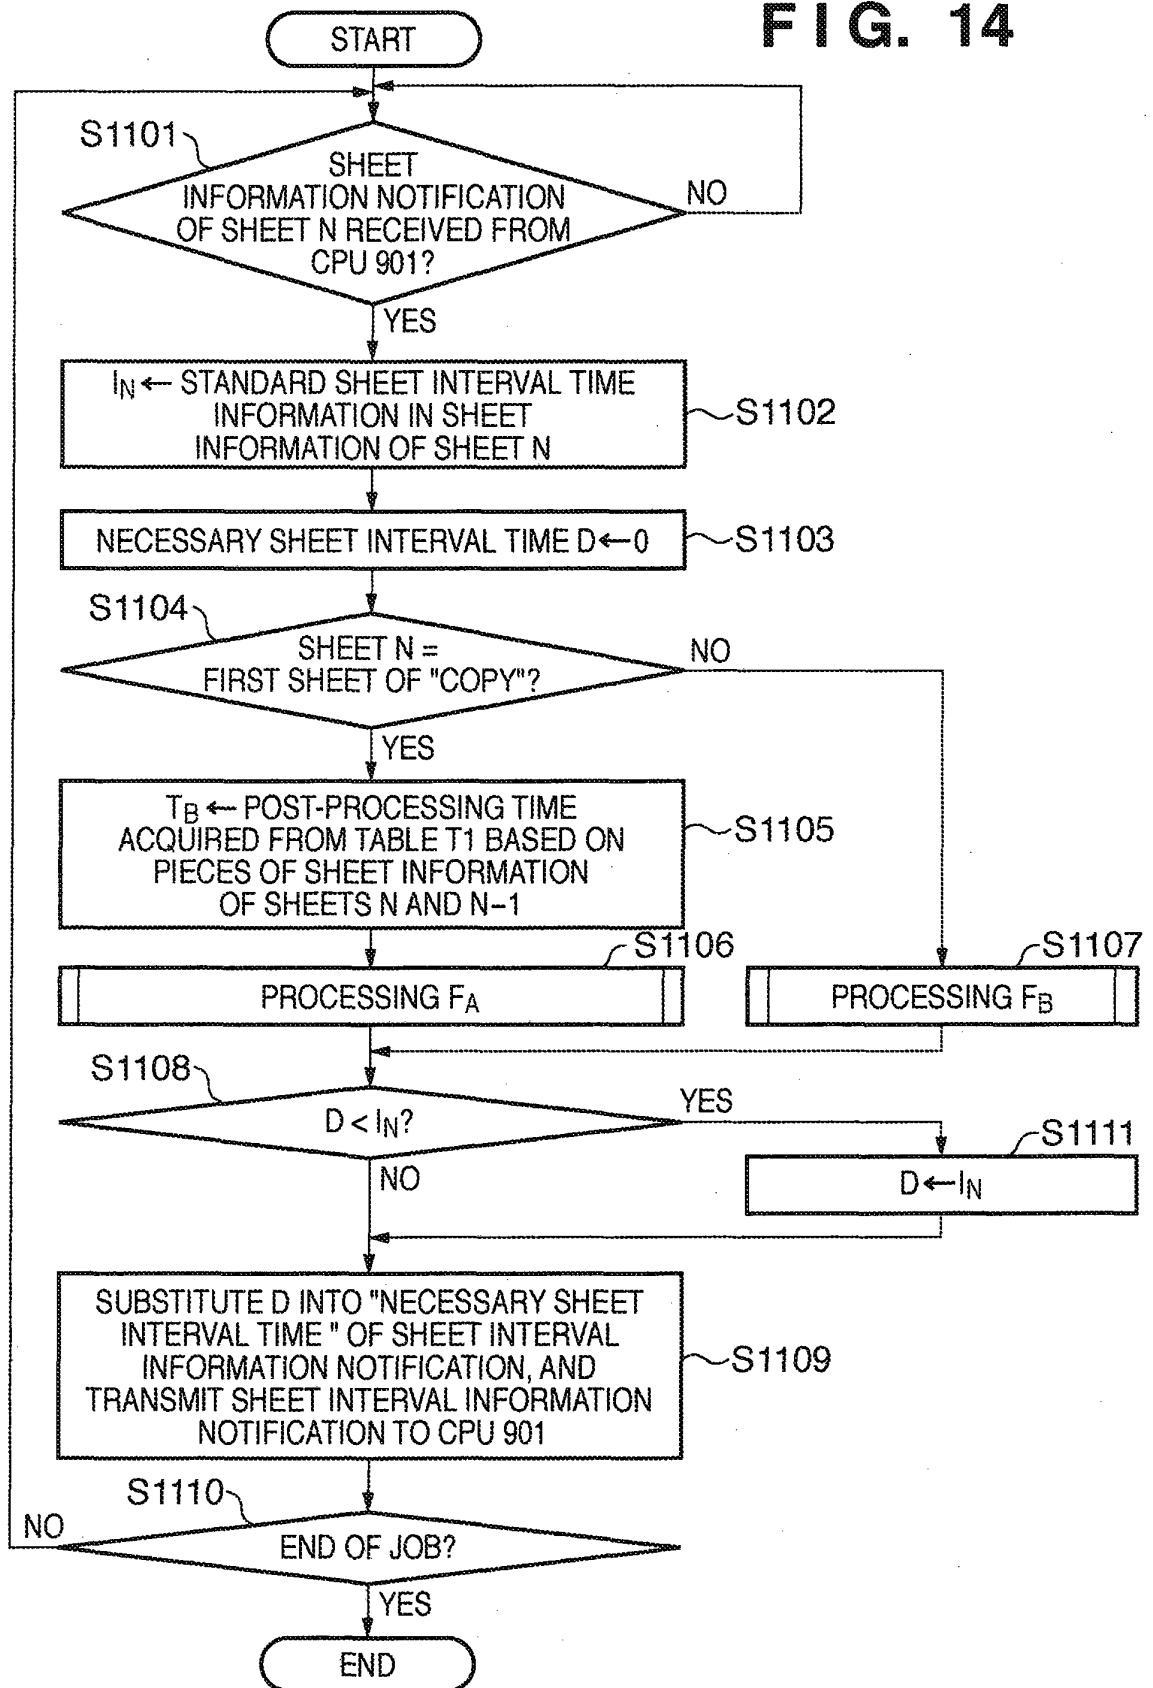 FIG. 14
START
S1101
SHEET
INFORMATION NOTIFICATION
OF SHEET N RECEIVED FROM
CPU 901?
NO
YES
IN ← STANDARD SHEET INTERVAL TIME
INFORMATION IN SHEET
INFORMATION OF SHEET N
S1102
NECESSARY SHEET INTERVAL TIME D←0
S1103
S1104
SHEET N =
FIRST SHEET OF "COPY"?
NO
YES
TB ← POST-PROCESSING TIME
ACQUIRED FROM TABLE T1 BASED ON
PIECES OF SHEET INFORMATION
OF SHEETS N AND N–1
S1105
S1106
PROCESSING FA
S1107
PROCESSING FB
S1108
D < IN?
YES
NO
S1111
D←IN
SUBSTITUTE D INTO "NECESSARY SHEET
INTERVAL TIME " OF SHEET INTERVAL
INFORMATION NOTIFICATION, AND
TRANSMIT SHEET INTERVAL INFORMATION
NOTIFICATION TO CPU 901
S1109
S1110
NO
END OF JOB?
YES
END